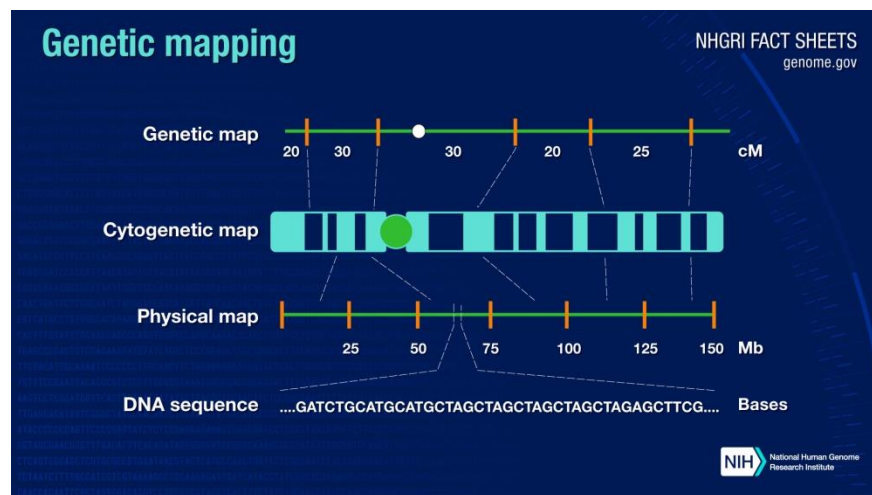 Genetic mapping
NHGRI FACT SHEETS
genome.gov
Genetic map
20 30 30 20 25 cM
Cytogenetic map
Physical map
25 50 75 100 125 150 Mb
DNA sequence ....GATCTGCATGCATGCTAGCTAGCTAGCTAGCTAGAGCTTCG.... Bases
NIH National Human Genome
Research Institute